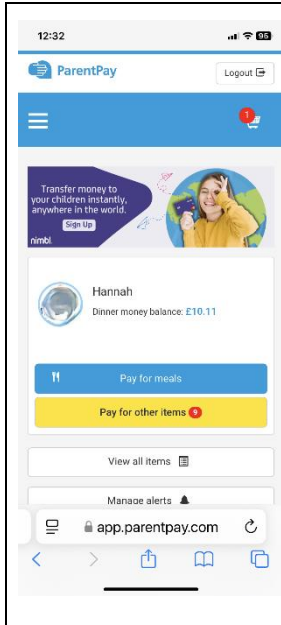 12:32
95
ParentPay
Logout
1
Transfer money to
your children instantly,
anywhere in the world.
Sign Up
nimbl
Hannah
Dinner money balance: £10.11
Pay for meals
Pay for other items 9
View all items
Manage alerts
app.parentpay.com